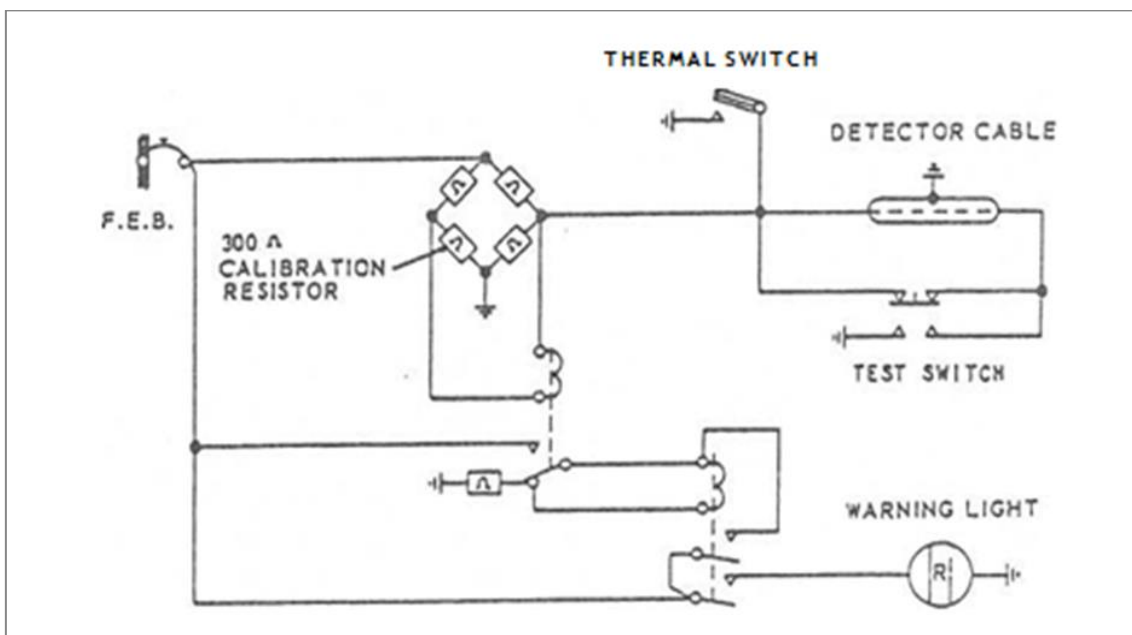 THERMAL SWITCH
DETECTOR CABLE
F.E.B.
300 Ω
CALIBRATION
RESISTOR
TEST SWITCH
WARNING LIGHT
R